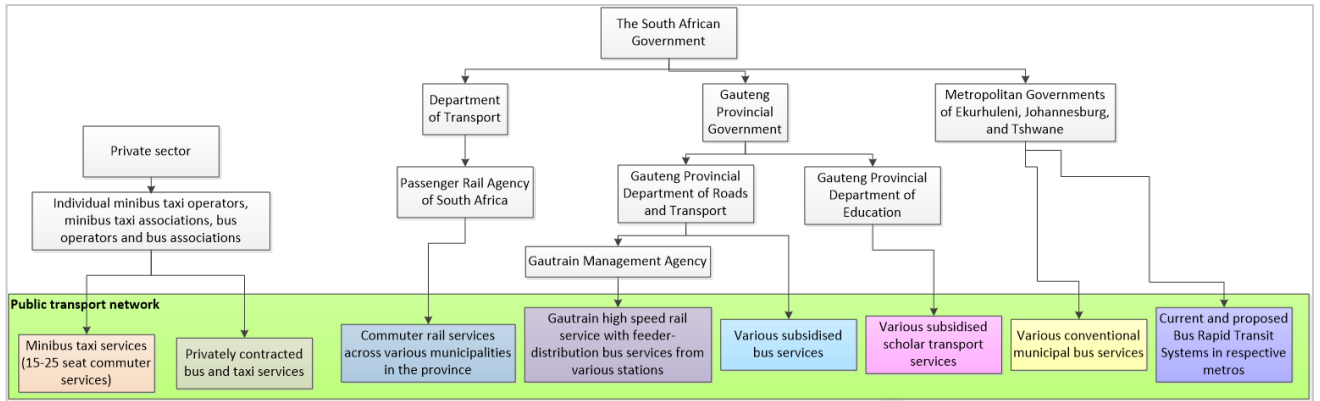 The South African
Government
Department
of Transport
Gauteng
Provincial
Government
Metropolitan Governments
of Ekurhuleni, Johannesburg,
and Tshwane
Private sector
Passenger Rail Agency
of South Africa
Gauteng Provincial
Department of Roads
and Transport
Gauteng Provincial
Department of
Education
Individual minibus taxi operators,
minibus taxi associations, bus
operators and bus associations
Gautrain Management Agency
Public transport network
Minibus taxi services
(15-25 seat commuter
services)
Privately contracted
bus and taxi services
Commuter rail services
across various municipalities
in the province
Gautrain high speed rail
service with feeder-
distribution bus services from
various stations
Various subsidised
bus services
Various subsidised
scholar transport
services
Various conventional
municipal bus services
Current and proposed
Bus Rapid Transit
Systems in respective
metros